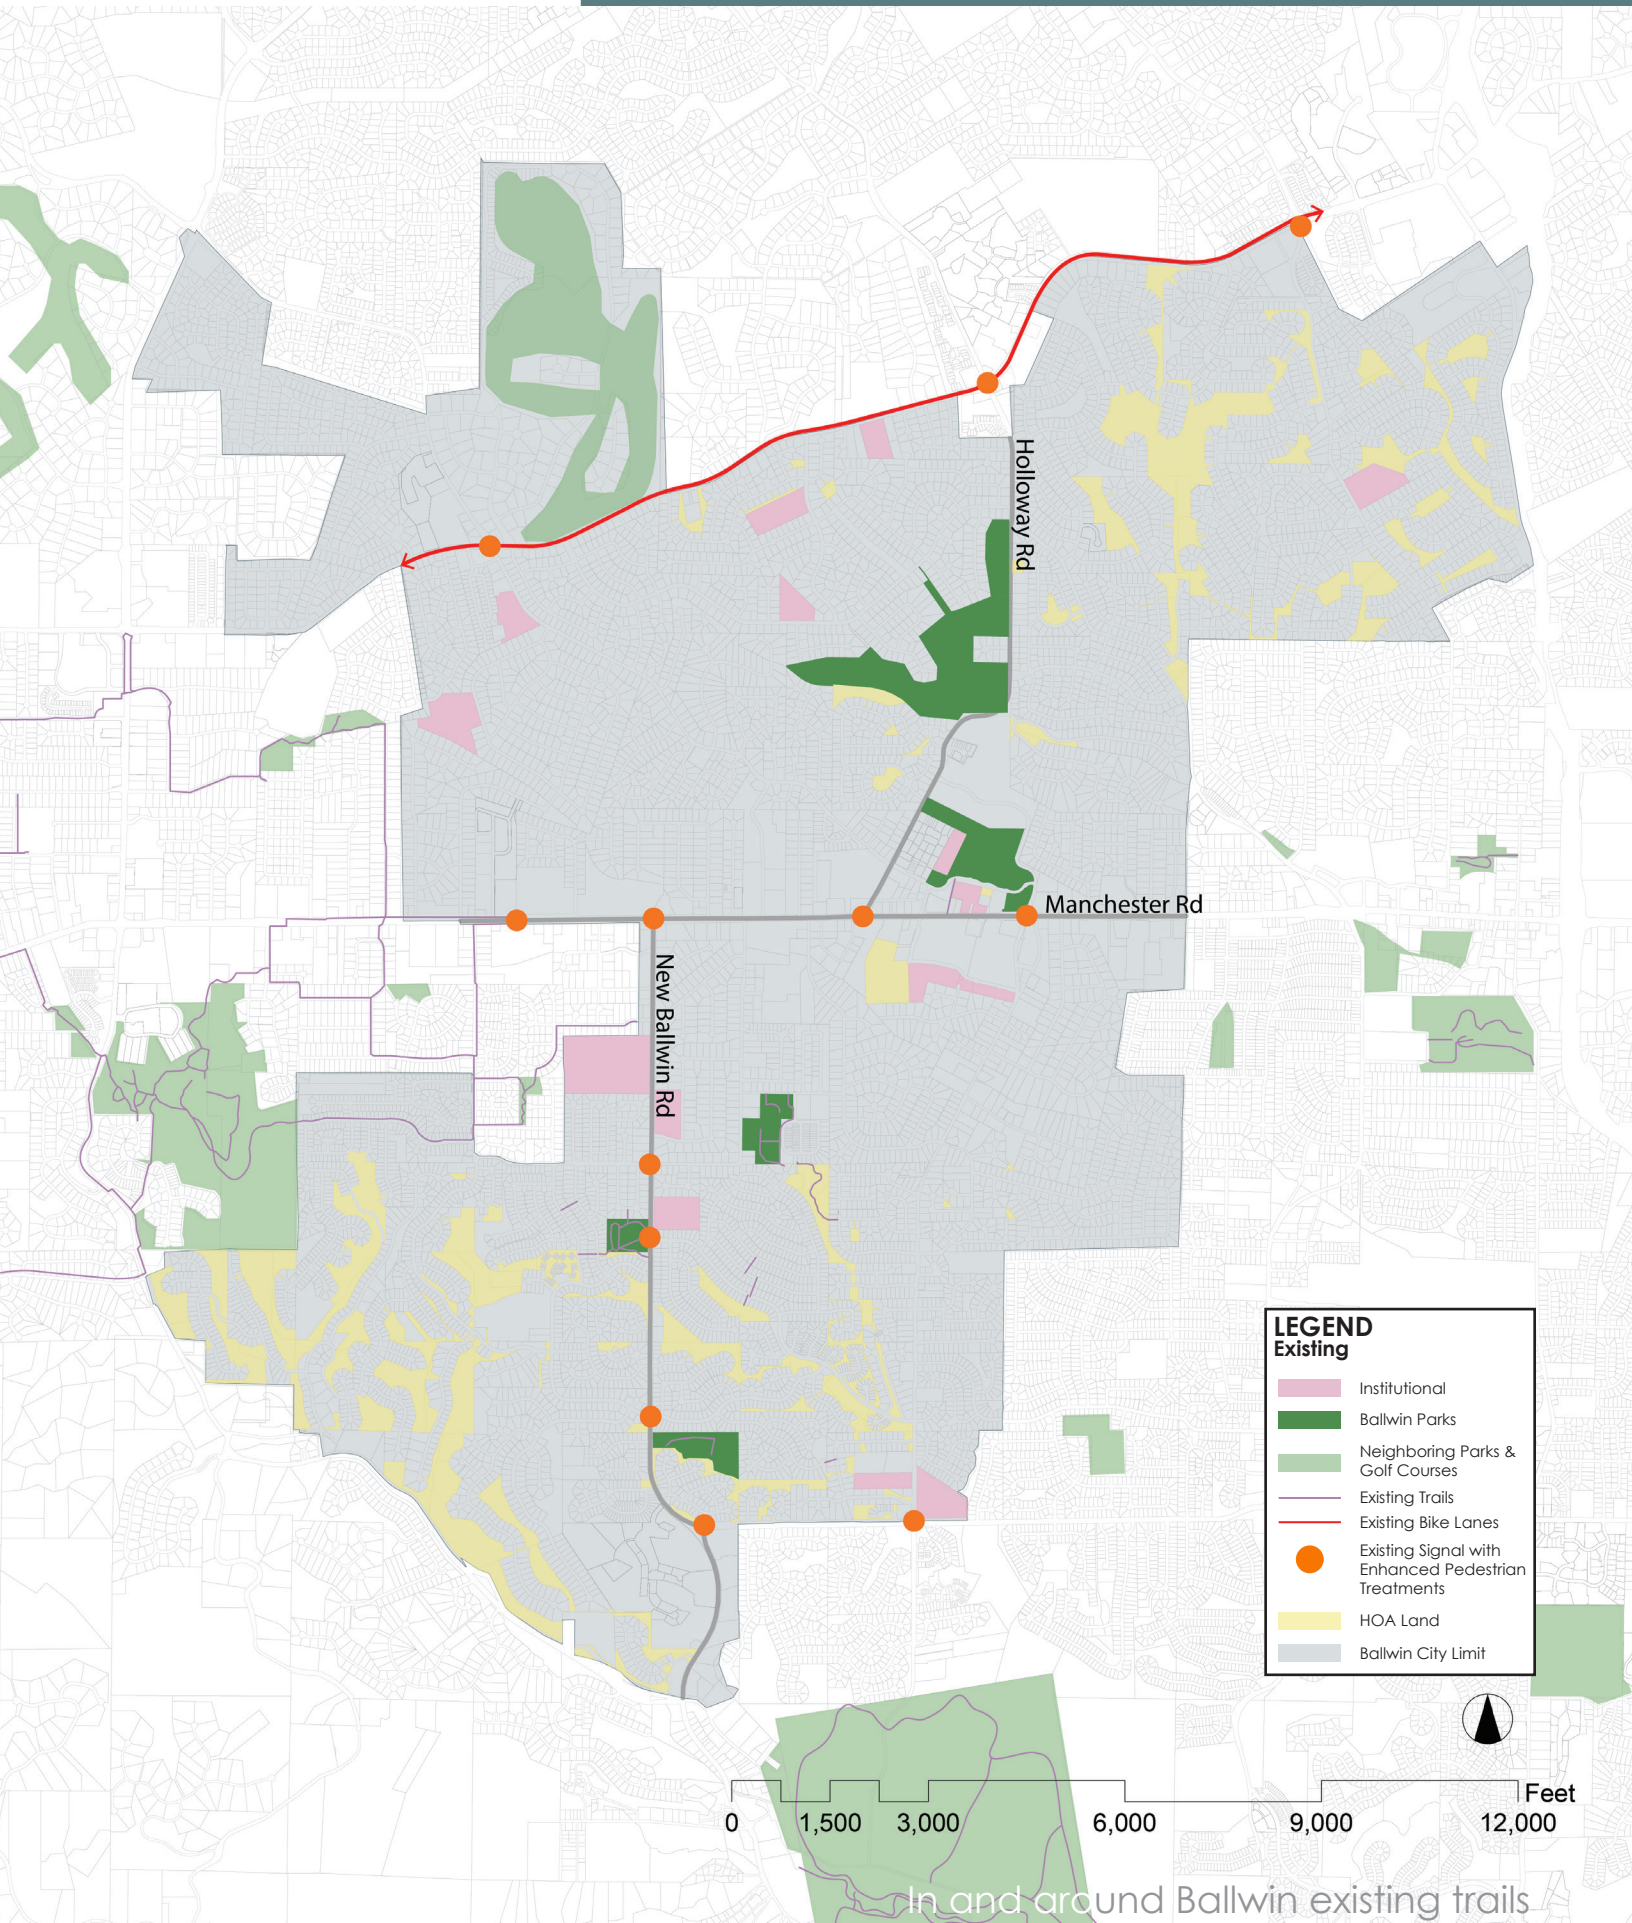 Holloway Rd
Manchester Rd
New Ballwin Rd
LEGEND
Existing
Institutional
Ballwin Parks
Neighboring Parks &
Golf Courses
Existing Trails
Existing Bike Lanes
Existing Signal with
Enhanced Pedestrian
Treatments
HOA Land
Ballwin City Limit
Feet
0 1,500 3,000 6,000 9,000 12,000
In and around Ballwin existing trails